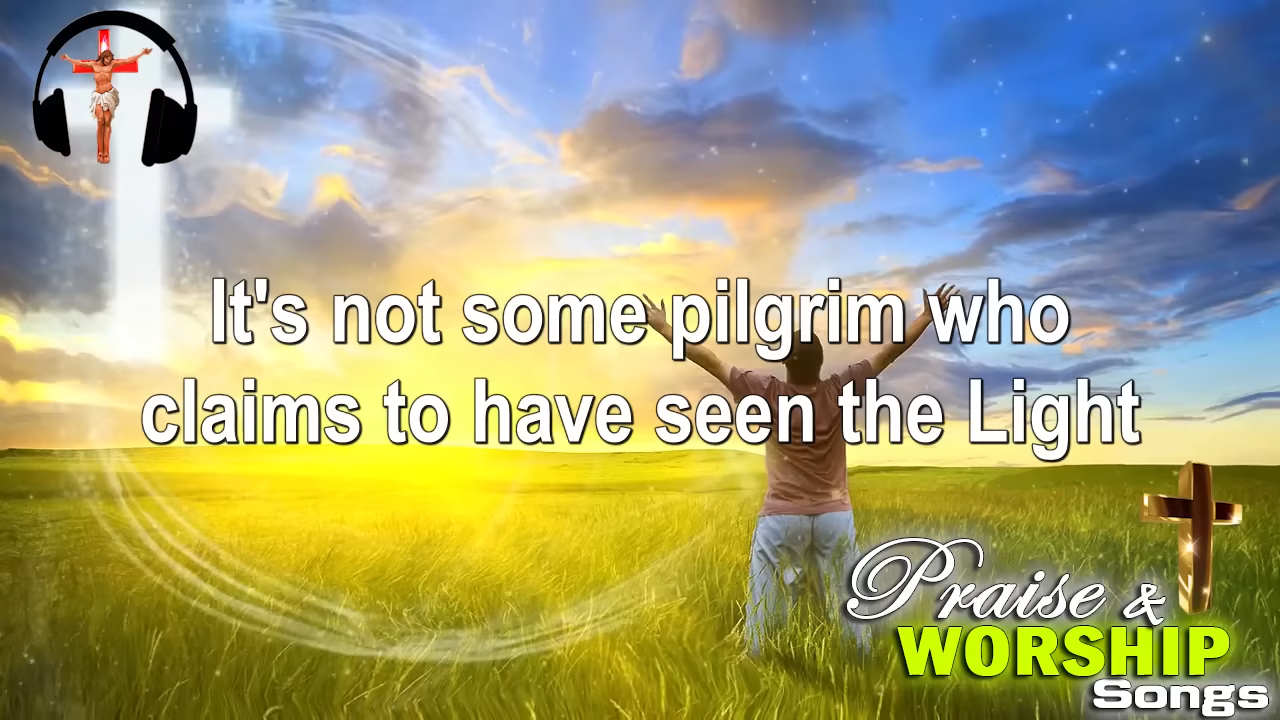 It's not some pilgrim who
claims to have seen the Light
Praise &
WORSHIP
Songs